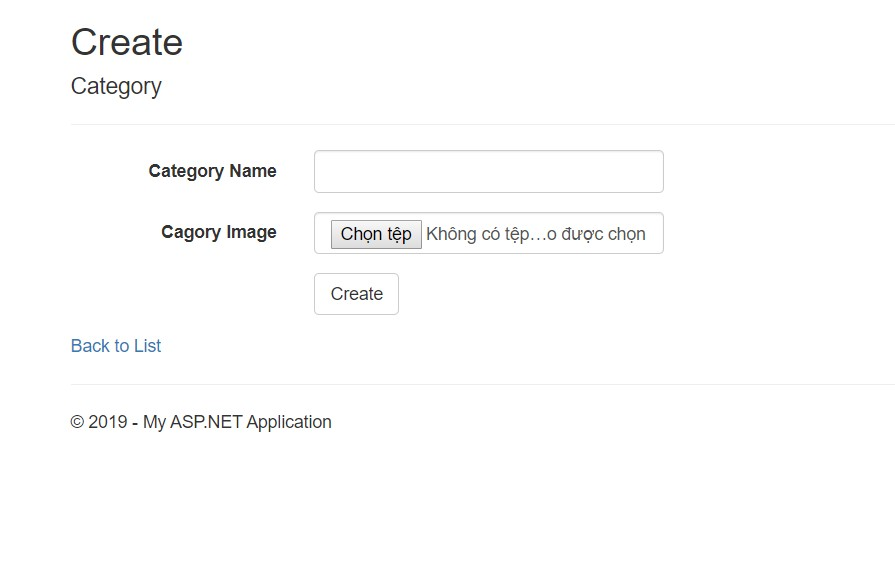 Create
Category
Category Name
Cagory Image
Chọn tệp Không có tệp…o được chọn
Create
Back to List
© 2019 - My ASP.NET Application